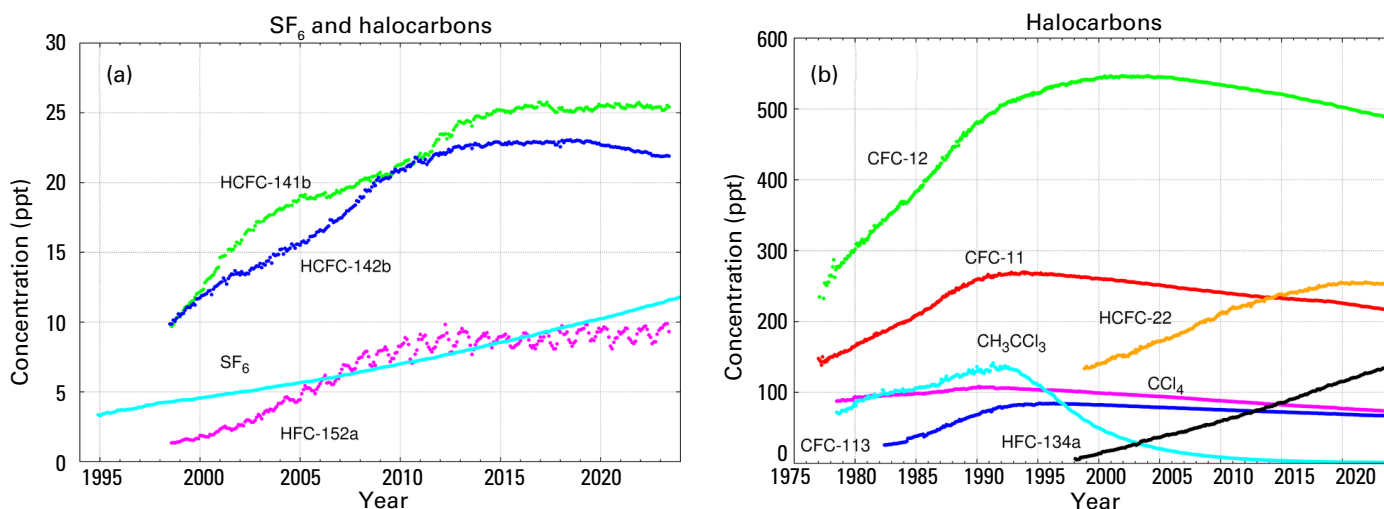 SF6 and halocarbons
(a)
Concentration (ppt)
30
25
20
15
10
5
0
HCFC-141b
HCFC-142b
SF6
HFC-152a
1995 2000 2005 2010 2015 2020
Year
Halocarbons
(b)
Concentration (ppt)
600
500
400
300
200
100
0
CFC-12
CFC-11
HCFC-22
CH3CCl3
CCl4
CFC-113
HFC-134a
1975 1980 1985 1990 1995 2000 2005 2010 2015 2020
Year